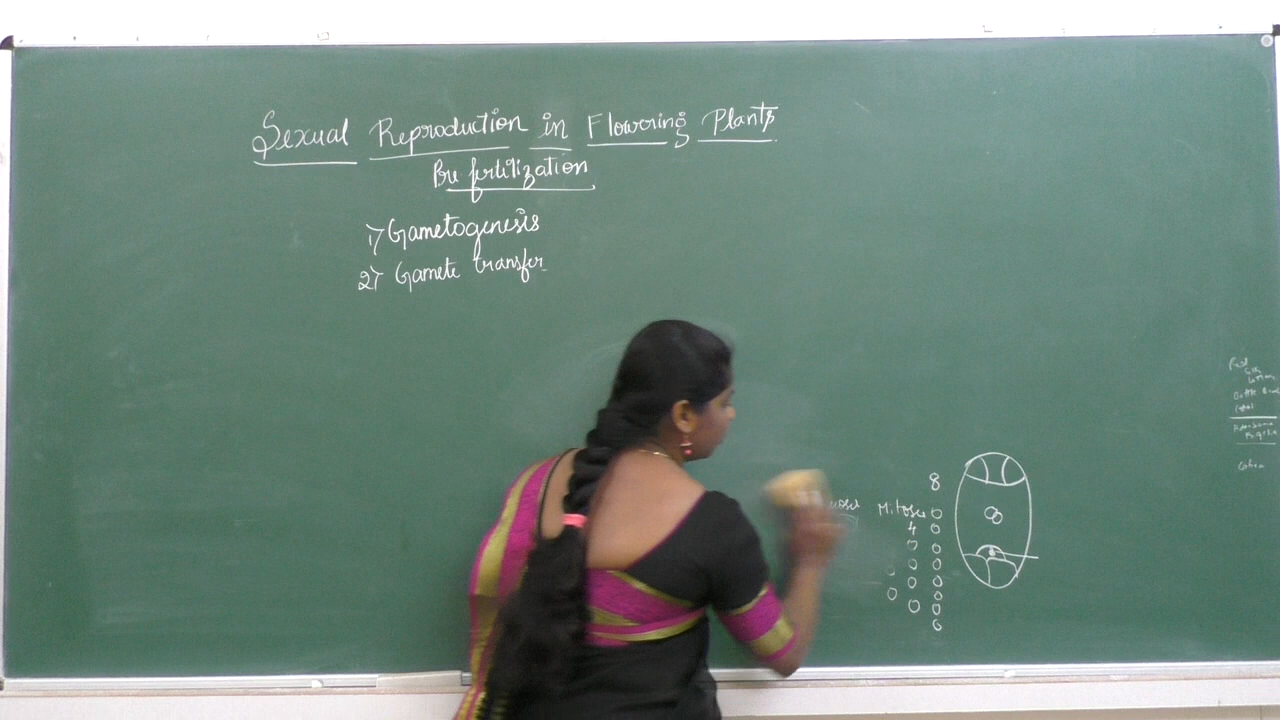 Sexual Reproduction in Flowering Plants
Pre fertilization
1) Gametogenesis
2) Gamete transfer
8
Mitosis
4